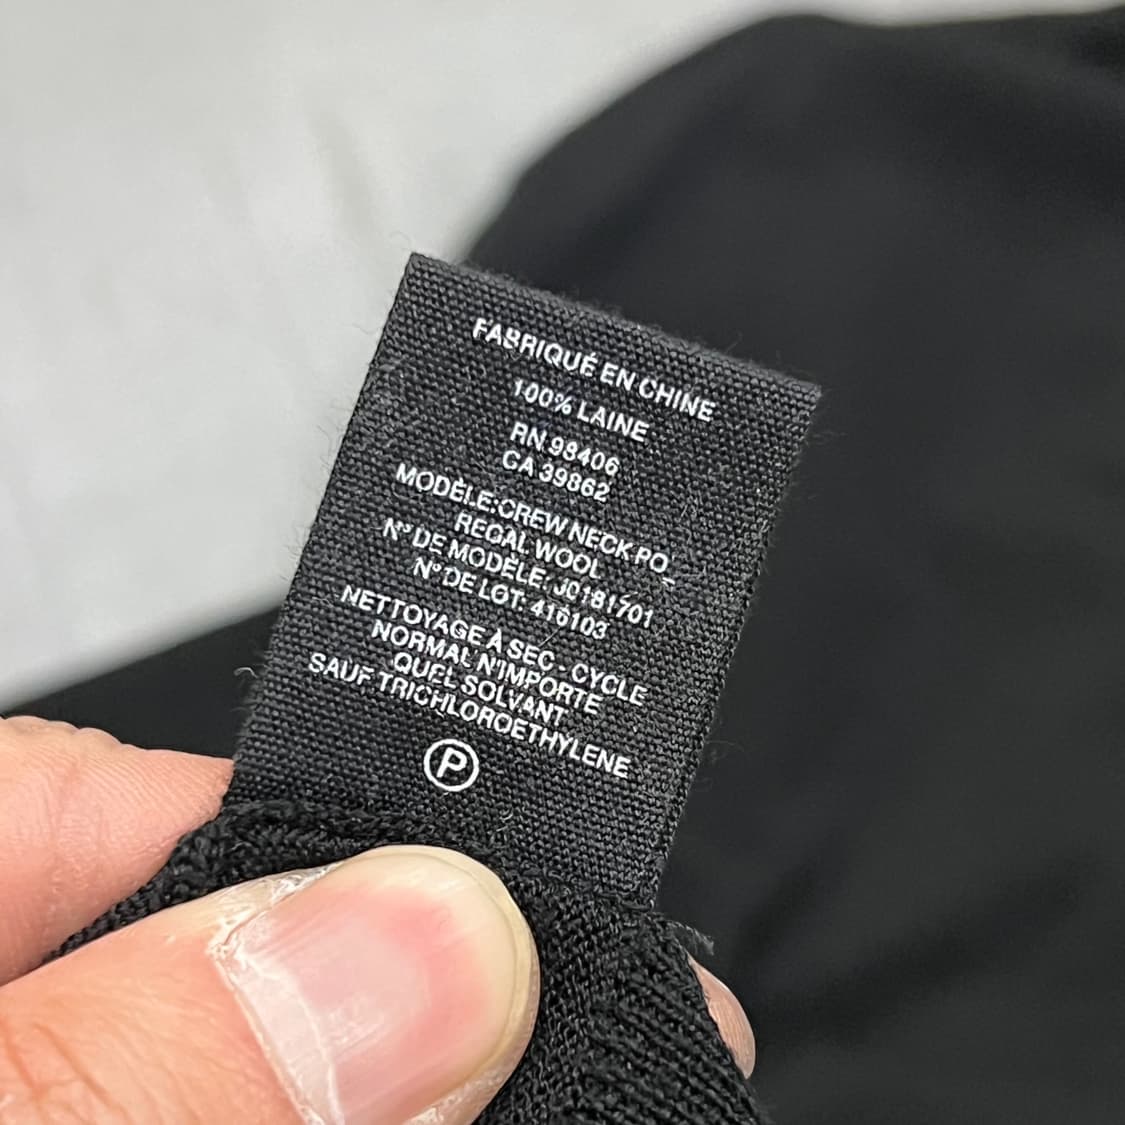 FABRIQUÉ EN CHINE
100% LAINE
RN 98406
CA 39862
MODÈLE:CREW NECK PO_
REGAL WOOL
N° DE MODÈLE: J0181701
N° DE LOT: 416103
NETTOYAGE À SEC - CYCLE
NORMAL N'IMPORTE
QUEL SOLVANT
SAUF TRICHLOROETHYLENE
P